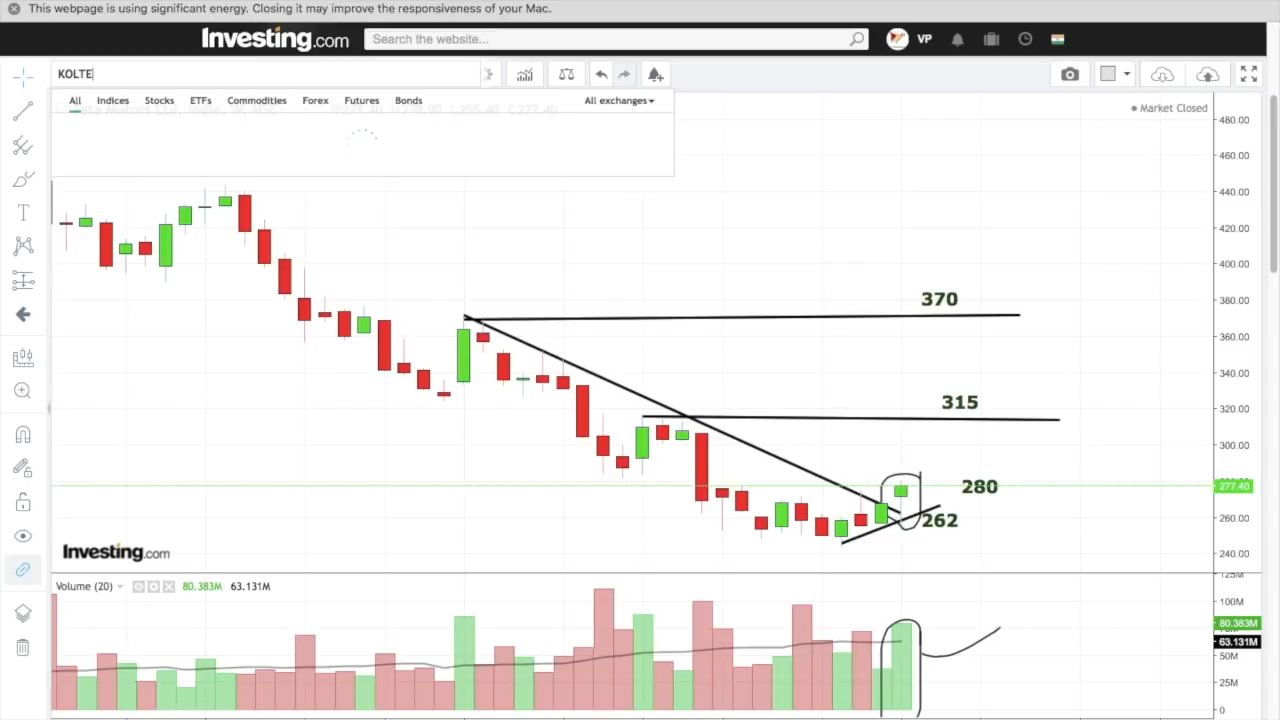 This webpage is using significant energy. Closing it may improve the responsiveness of your Mac.
Investing.com
Search the website...
VP
KOLTE
All Indices Stocks ETFs Commodities Forex Futures Bonds All exchanges
Market Closed
480.00
460.00
440.00
420.00
400.00
380.00
370
360.00
340.00
320.00
315
300.00
280
277.40
262
260.00
240.00
Investing.com
Volume (20) 80.383M 63.131M
125M
100M
80.383M
63.131M
50M
25M
0